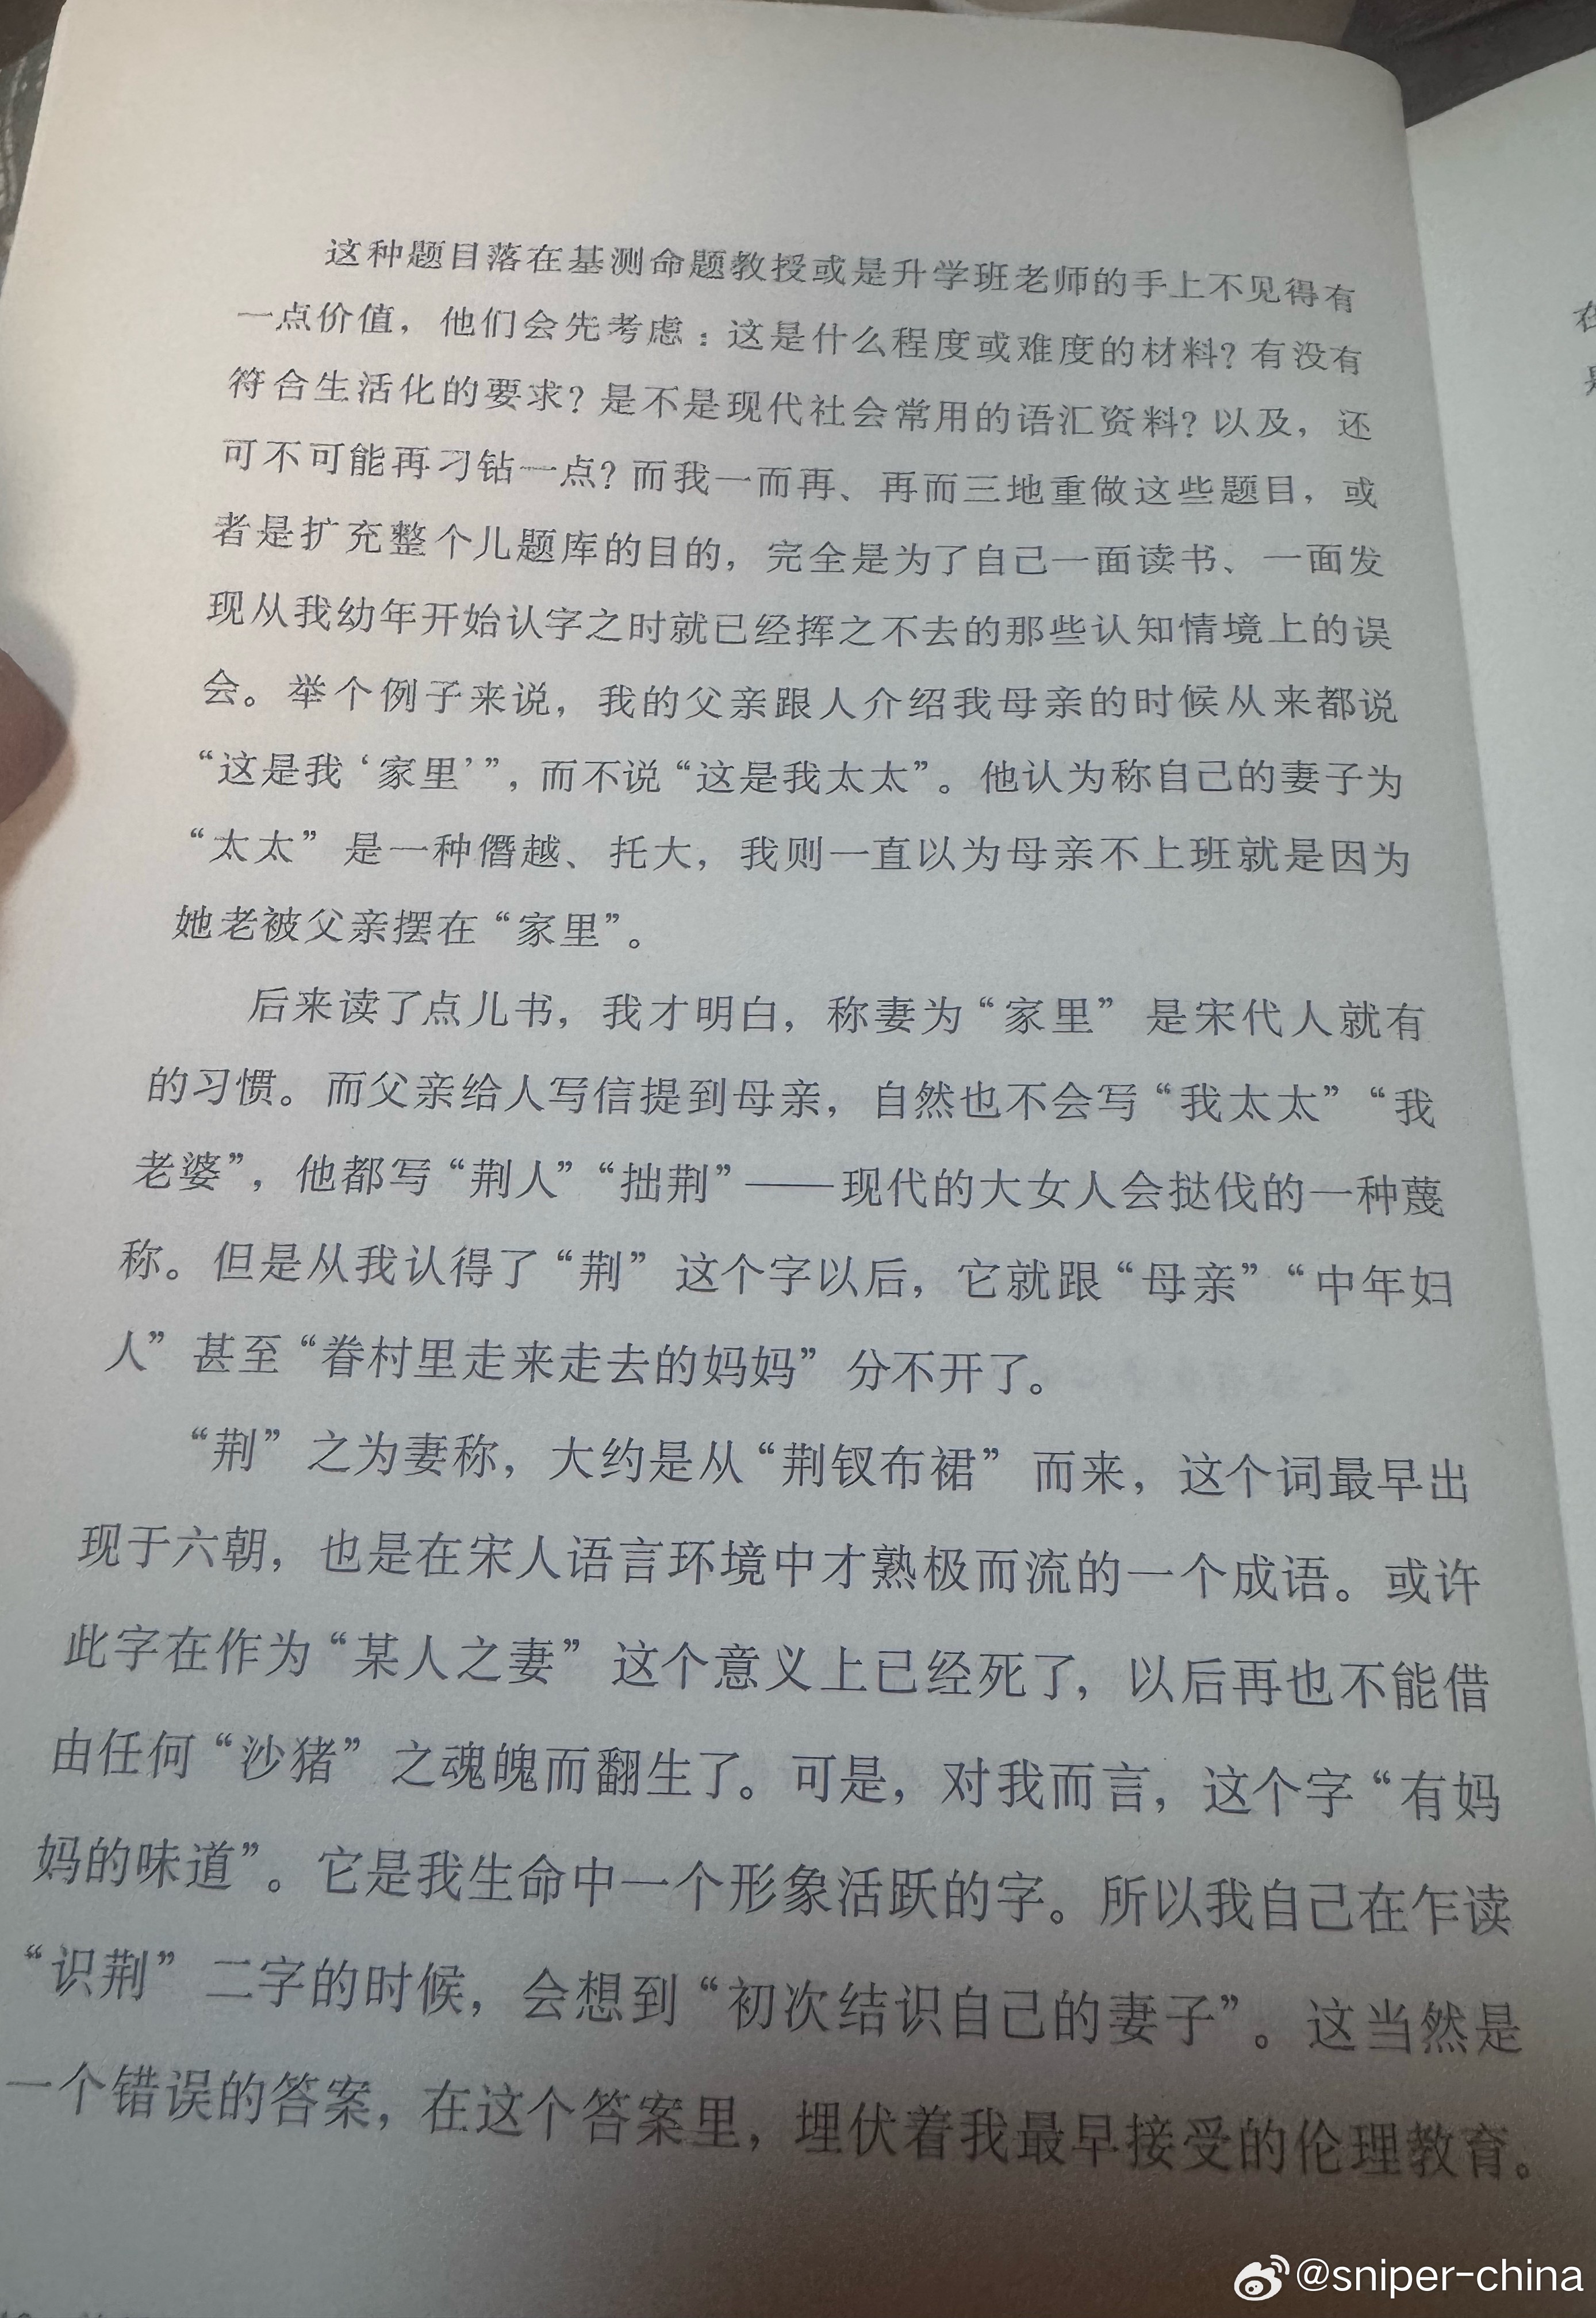 这种题目落在基测命题教授或是升学班老师的手上不见得有
一点价值，他们会先考虑：这是什么程度或难度的材料？有没有
符合生活化的要求？是不是现代社会常用的语汇资料？以及，还
可不可能再刁钻一点？而我一而再、再而三地重做这些题目，或
者是扩充整个儿题库的目的，完全是为了自己一面读书、一面发
现从我幼年开始认字之时就已经挥之不去的那些认知情境上的误
会。举个例子来说，我的父亲跟人介绍我母亲的时候从来都说
“这是我‘家里’”，而不说“这是我太太”。他认为称自己的妻子为
“太太”是一种僭越、托大，我则一直以为母亲不上班就是因为
她老被父亲摆在“家里”。
后来读了点儿书，我才明白，称妻为“家里”是宋代人就有
的习惯。而父亲给人写信提到母亲，自然也不会写“我太太”“我
老婆”，他都写“荆人”“拙荆”——现代的大女人会挞伐的一种蔑
称。但是从我认得了“荆”这个字以后，它就跟“母亲”“中年妇
人”甚至“眷村里走来走去的妈妈”分不开了。
“荆”之为妻称，大约是从“荆钗布裙”而来，这个词最早出
现于六朝，也是在宋人语言环境中才熟极而流的一个成语。或许
此字在作为“某人之妻”这个意义上已经死了，以后再也不能借
由任何“沙猪”之魂魄而翻生了。可是，对我而言，这个字“有妈
妈的味道”。它是我生命中一个形象活跃的字。所以我自己在乍读
“识荆”二字的时候，会想到“初次结识自己的妻子”。这当然是
一个错误的答案，在这个答案里，埋伏着我最早接受的伦理教育。
@sniper-china